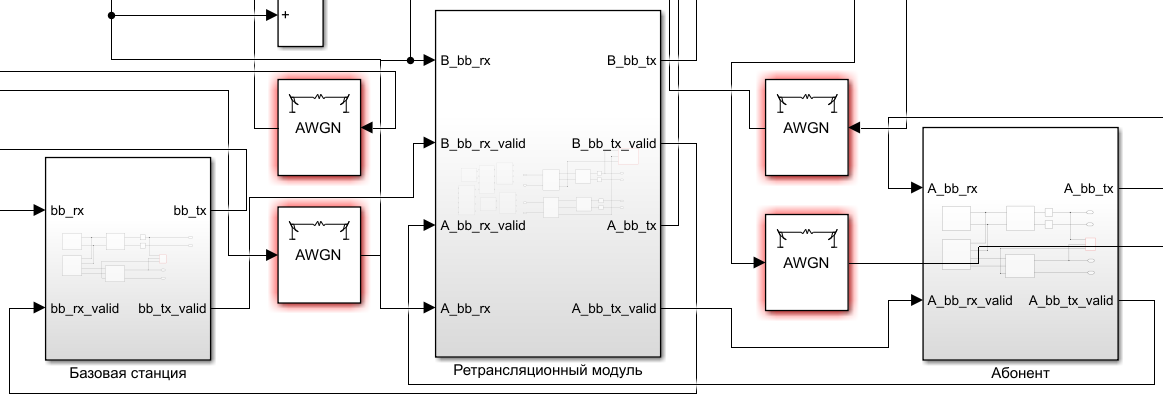 +
B_bb_rx
B_bb_tx
AWGN
AWGN
B_bb_rx_valid
B_bb_tx_valid
A_bb_rx
A_bb_tx
bb_rx
bb_tx
A_bb_rx_valid
A_bb_tx
AWGN
AWGN
bb_rx_valid
bb_tx_valid
A_bb_rx
A_bb_tx_valid
A_bb_rx_valid
A_bb_tx_valid
Базовая станция
Ретрансляционный модуль
Абонент